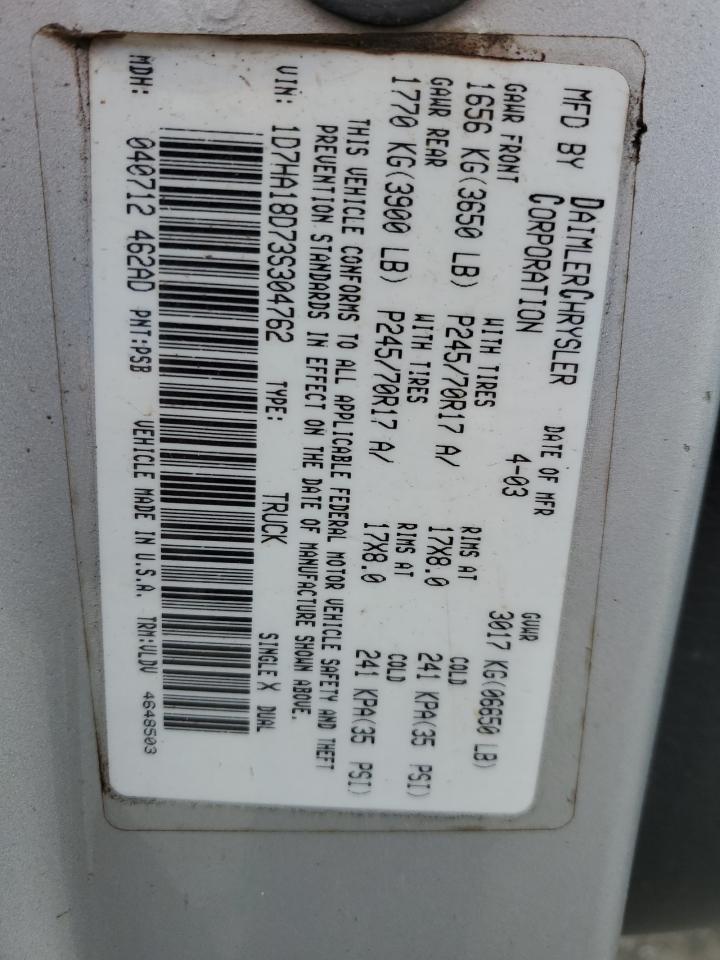 MFD BY DAIMLERCHRYSLER CORPORATION
DATE OF MFR 4-03
GVWR 3017 KG(06650 LB)
GAWR FRONT WITH TIRES RIMS AT COLD
1656 KG(3650 LB) P245/70R17 A/ 17X8.0 241 KPA(35 PSI)
GAWR REAR WITH TIRES RIMS AT COLD
1770 KG(3900 LB) P245/70R17 A/ 17X8.0 241 KPA(35 PSI)
THIS VEHICLE CONFORMS TO ALL APPLICABLE FEDERAL MOTOR VEHICLE SAFETY AND THEFT
PREVENTION STANDARDS IN EFFECT ON THE DATE OF MANUFACTURE SHOWN ABOVE.
VIN: 1D7HA18D73S304762 TYPE: TRUCK SINGLE X DUAL
MDH: 040712 462AD PNT:PSB VEHICLE MADE IN U.S.A. TRM:VLDV 4648503